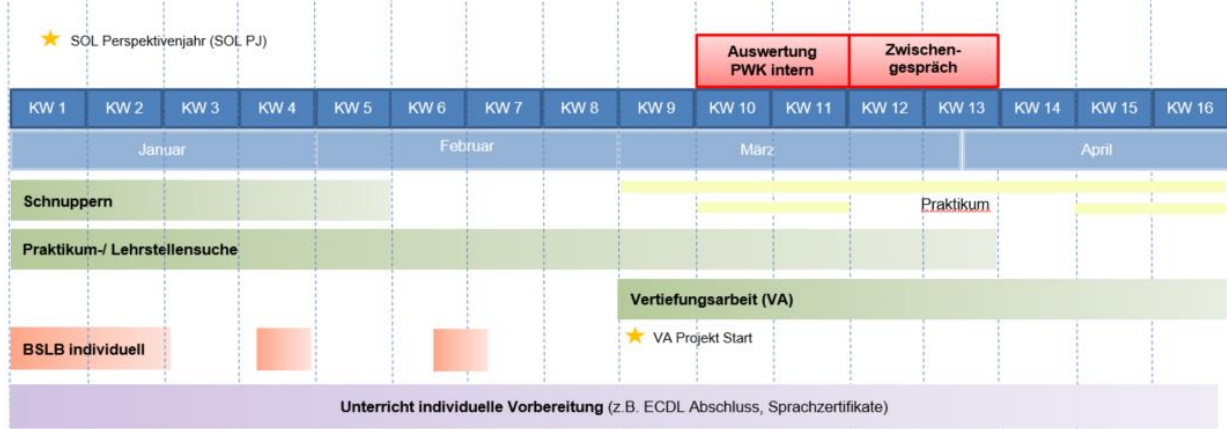 SOL Perspektivenjahr (SOL PJ)
Auswertung
PWK intern
Zwischen-
gespräch
KW 1 KW 2 KW 3 KW 4 KW 5 KW 6 KW 7 KW 8 KW 9 KW 10 KW 11 KW 12 KW 13 KW 14 KW 15 KW 16
Januar Februar März April
Schnuppern
Praktikum
Praktikum-/ Lehrstellensuche
Vertiefungsarbeit (VA)
VA Projekt Start
BSLB individuell
Unterricht individuelle Vorbereitung (z.B. ECDL Abschluss, Sprachzertifikate)